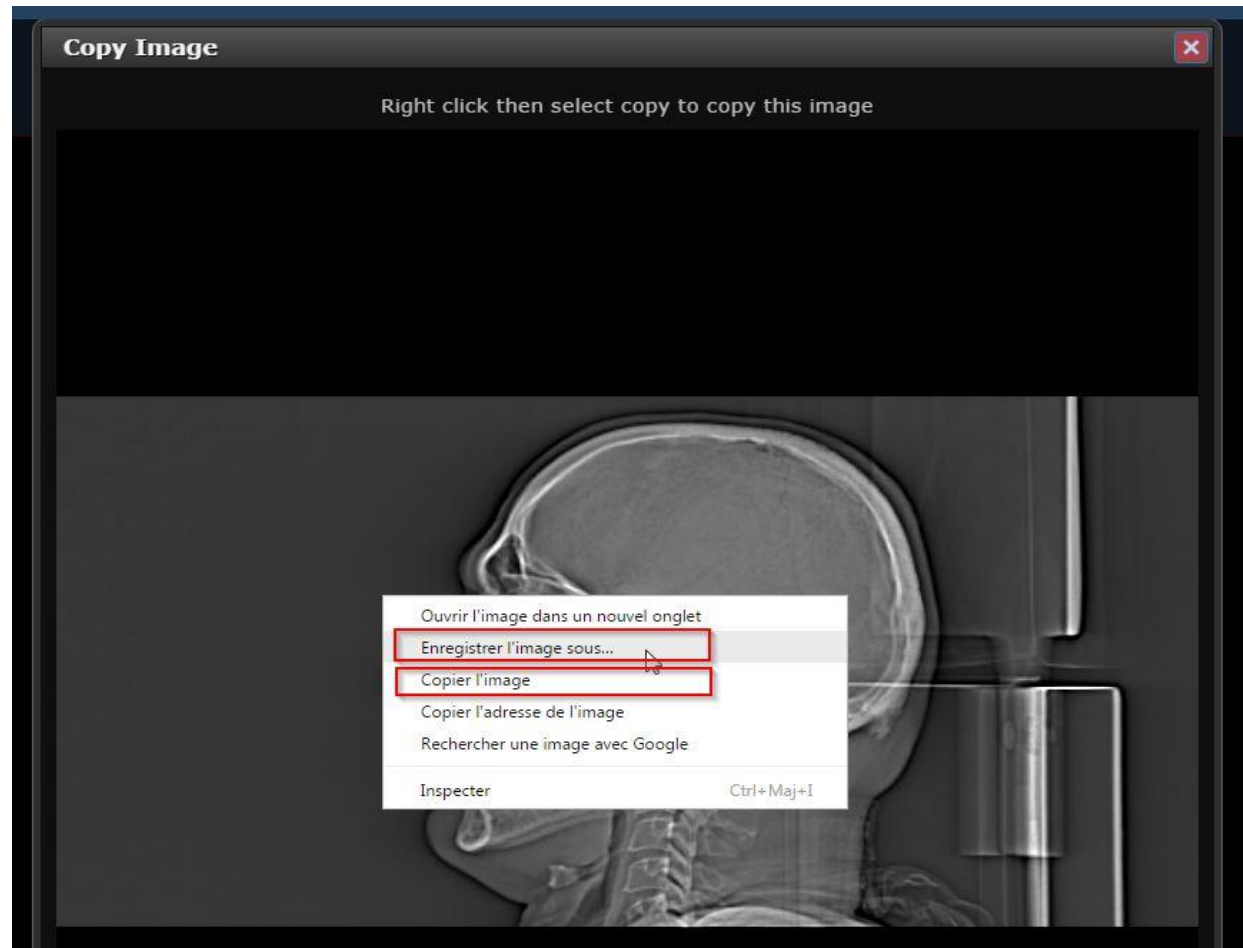 Copy Image
Right click then select copy to copy this image
Ouvrir l'image dans un nouvel onglet
Enregistrer l'image sous...
Copier l'image
Copier l'adresse de l'image
Rechercher une image avec Google
Inspecter Ctrl+Maj+I